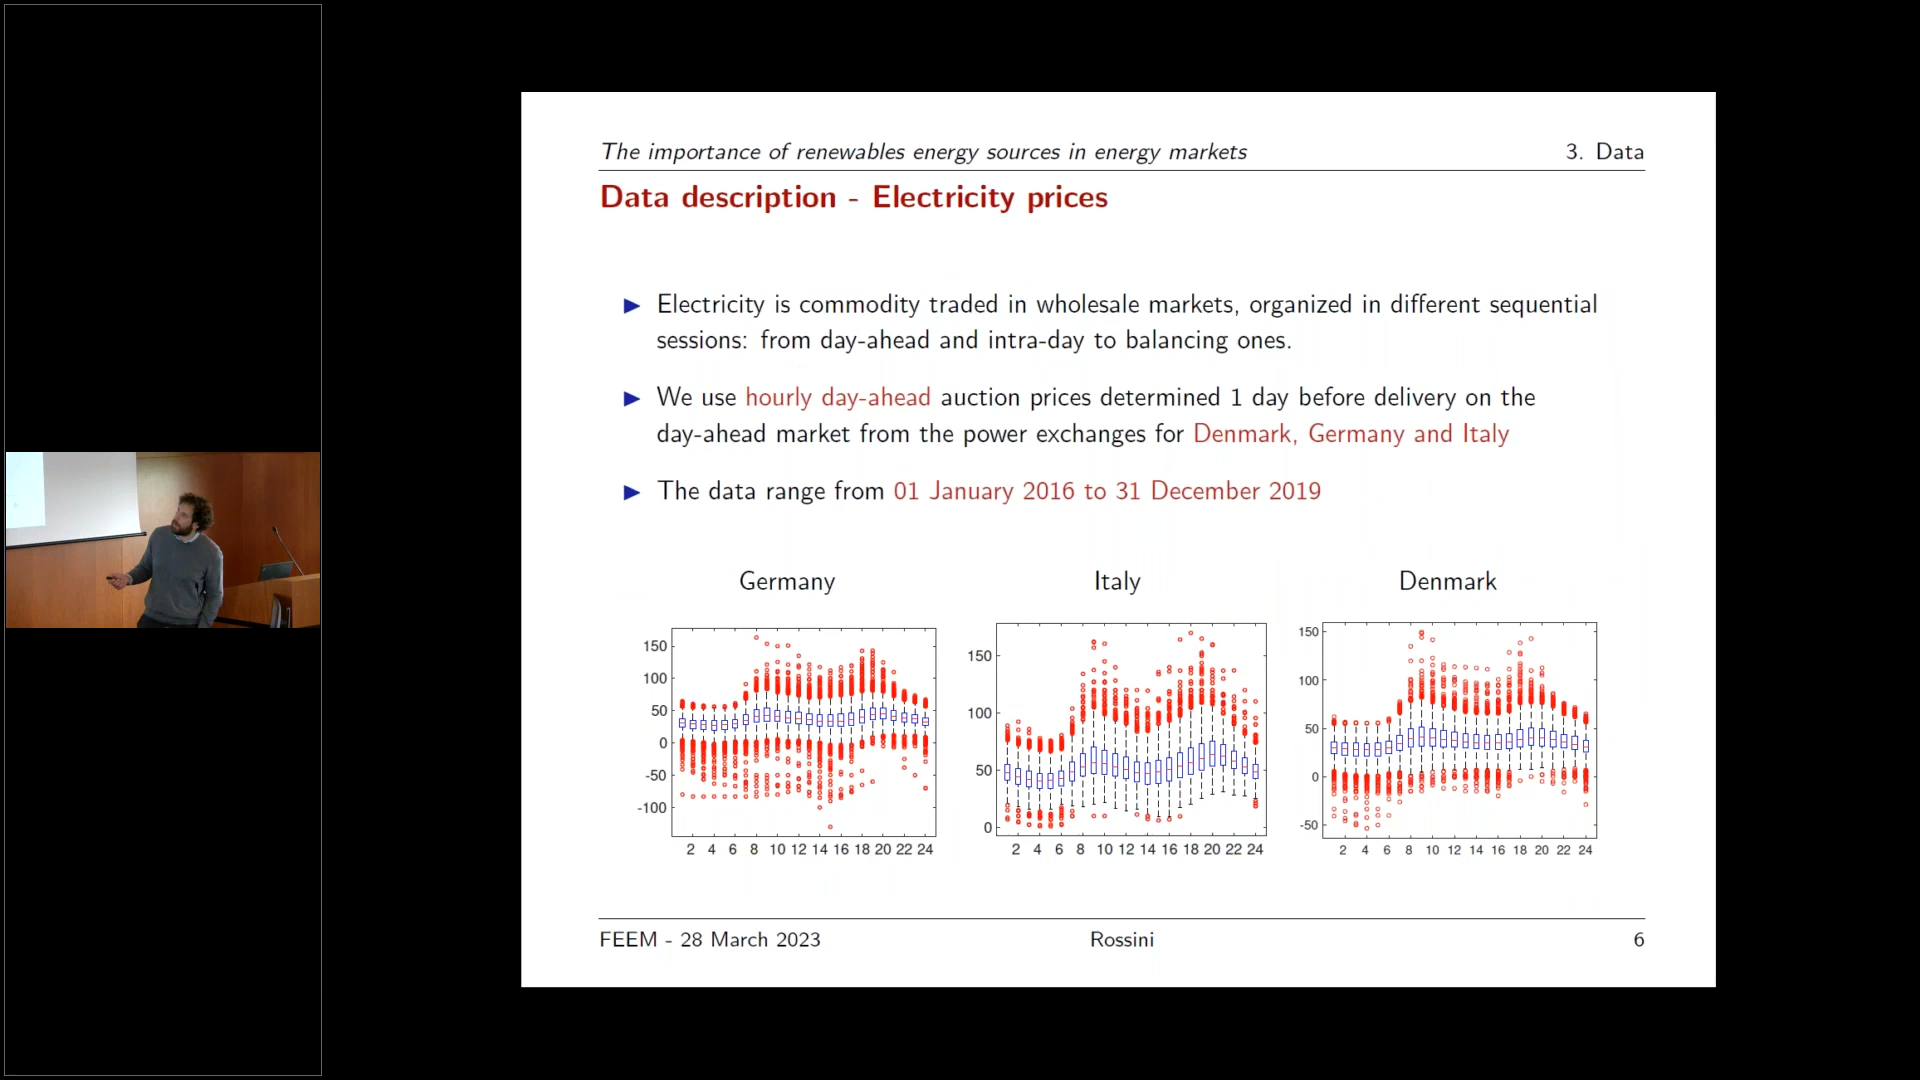 The importance of renewables energy sources in energy markets
3. Data
Data description - Electricity prices
Electricity is commodity traded in wholesale markets, organized in different sequential
sessions: from day-ahead and intra-day to balancing ones.
We use hourly day-ahead auction prices determined 1 day before delivery on the
day-ahead market from the power exchanges for Denmark, Germany and Italy
The data range from 01 January 2016 to 31 December 2019
Germany
150
100
50
0
-50
-100
2 4 6 8 10 12 14 16 18 20 22 24
Italy
150
100
50
0
2 4 6 8 10 12 14 16 18 20 22 24
Denmark
150
100
50
0
-50
2 4 6 8 10 12 14 16 18 20 22 24
FEEM - 28 March 2023
Rossini
6